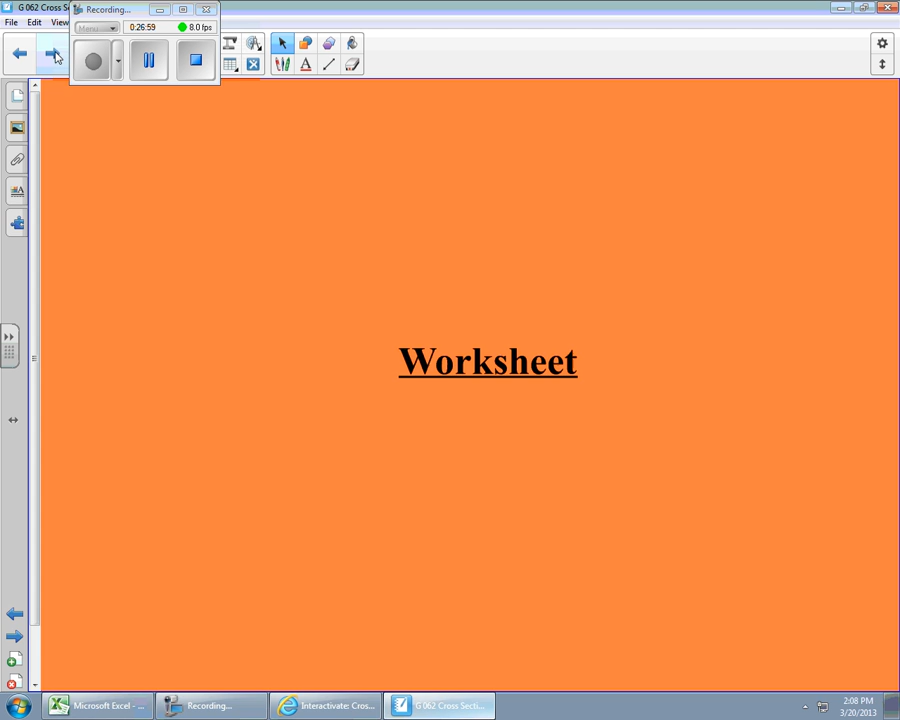 G 062 Cross S
Recording...
File Edit View
Menu
0:26:59
8.0 fps
A
Worksheet
Microsoft Excel - ...
Recording...
Interactivate: Cros...
G 062 Cross Secti...
2:08 PM
3/20/2013